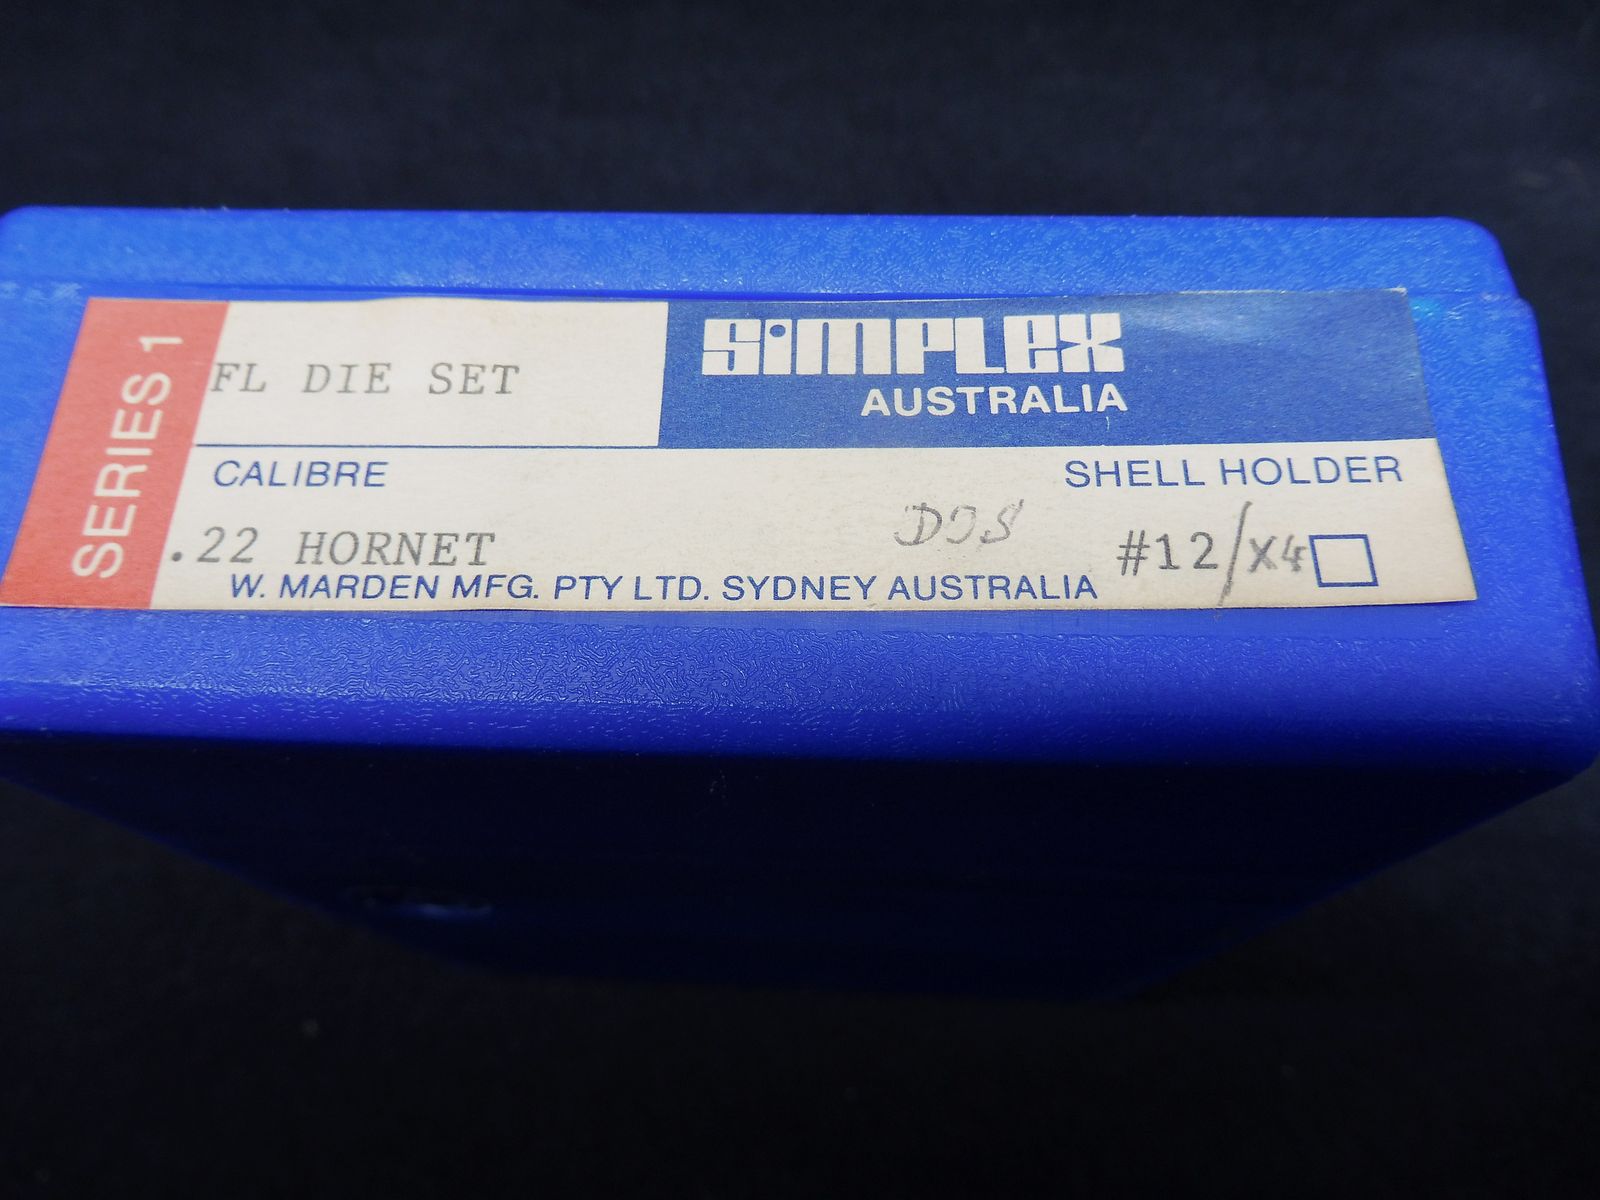 SERIES 1
FL DIE SET
SiMPLEX
AUSTRALIA
CALIBRE
SHELL HOLDER
.22 HORNET
#12/X4
W. MARDEN MFG. PTY LTD. SYDNEY AUSTRALIA